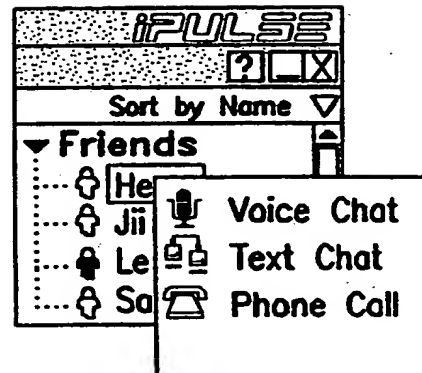 iPULSE
? _ X
Sort by Name
Friends
He
Jii
Le
Sa
Voice Chat
Text Chat
Phone Call